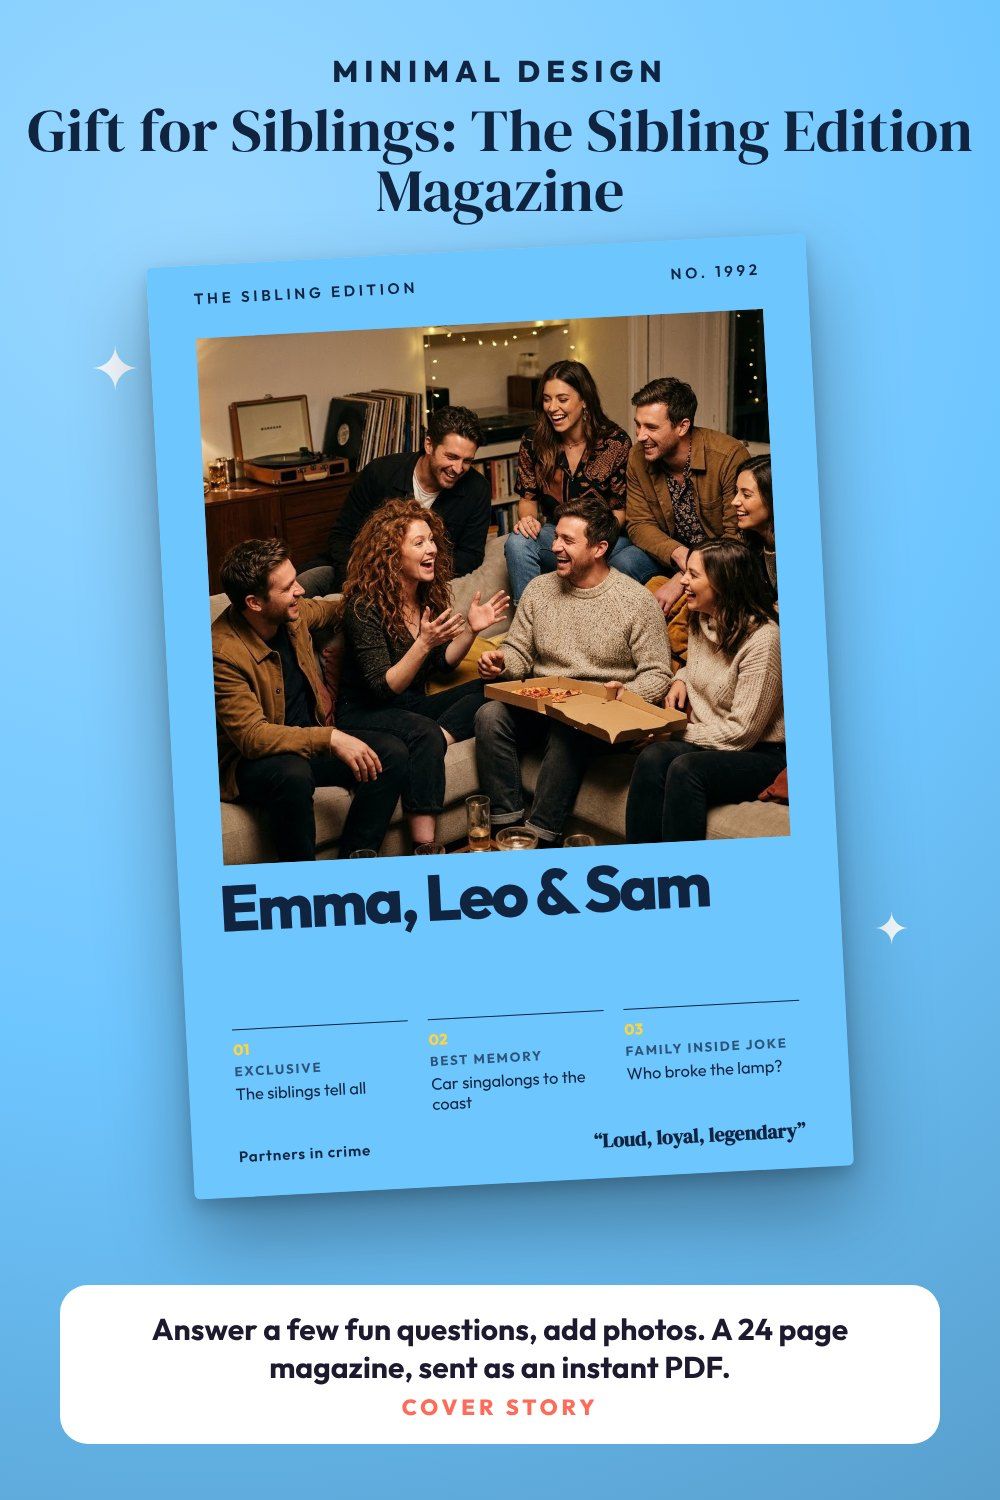 MINIMAL DESIGN
Gift for Siblings: The Sibling Edition
Magazine
THE SIBLING EDITION
NO. 1992
Emma, Leo & Sam
01
EXCLUSIVE
The siblings tell all
02
BEST MEMORY
Car singalongs to the
coast
03
FAMILY INSIDE JOKE
Who broke the lamp?
Partners in crime
“Loud, loyal, legendary”
Answer a few fun questions, add photos. A 24 page
magazine, sent as an instant PDF.
COVER STORY